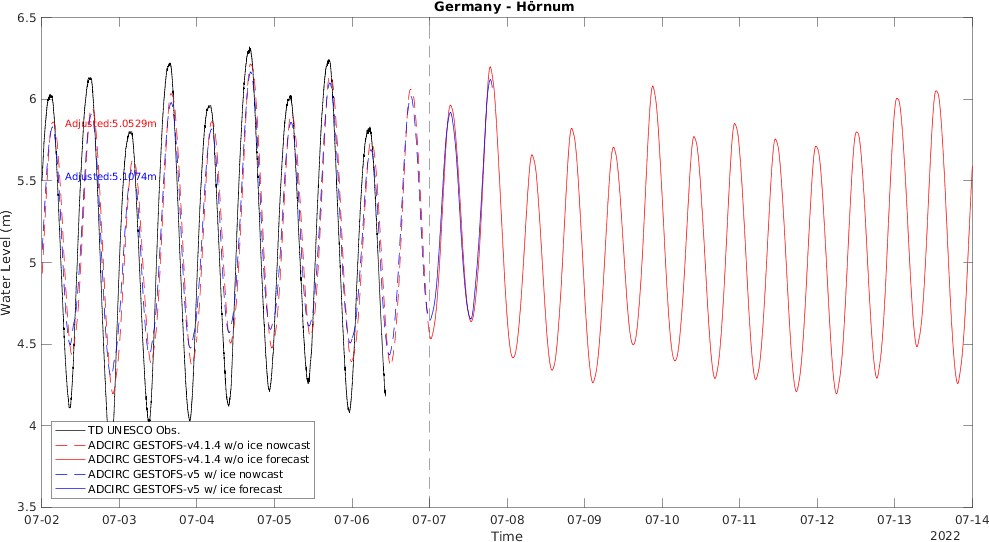 Germany - Hörnum
6.5
6
5.5
5
4.5
4
3.5
Water Level (m)
Adjusted:5.0529m
Adjusted:5.1074m
TD UNESCO Obs.
ADCIRC GESTOFS-v4.1.4 w/o ice nowcast
ADCIRC GESTOFS-v4.1.4 w/o ice forecast
ADCIRC GESTOFS-v5 w/ ice nowcast
ADCIRC GESTOFS-v5 w/ ice forecast
07-02 07-03 07-04 07-05 07-06 07-07 07-08 07-09 07-10 07-11 07-12 07-13 07-14
Time
2022